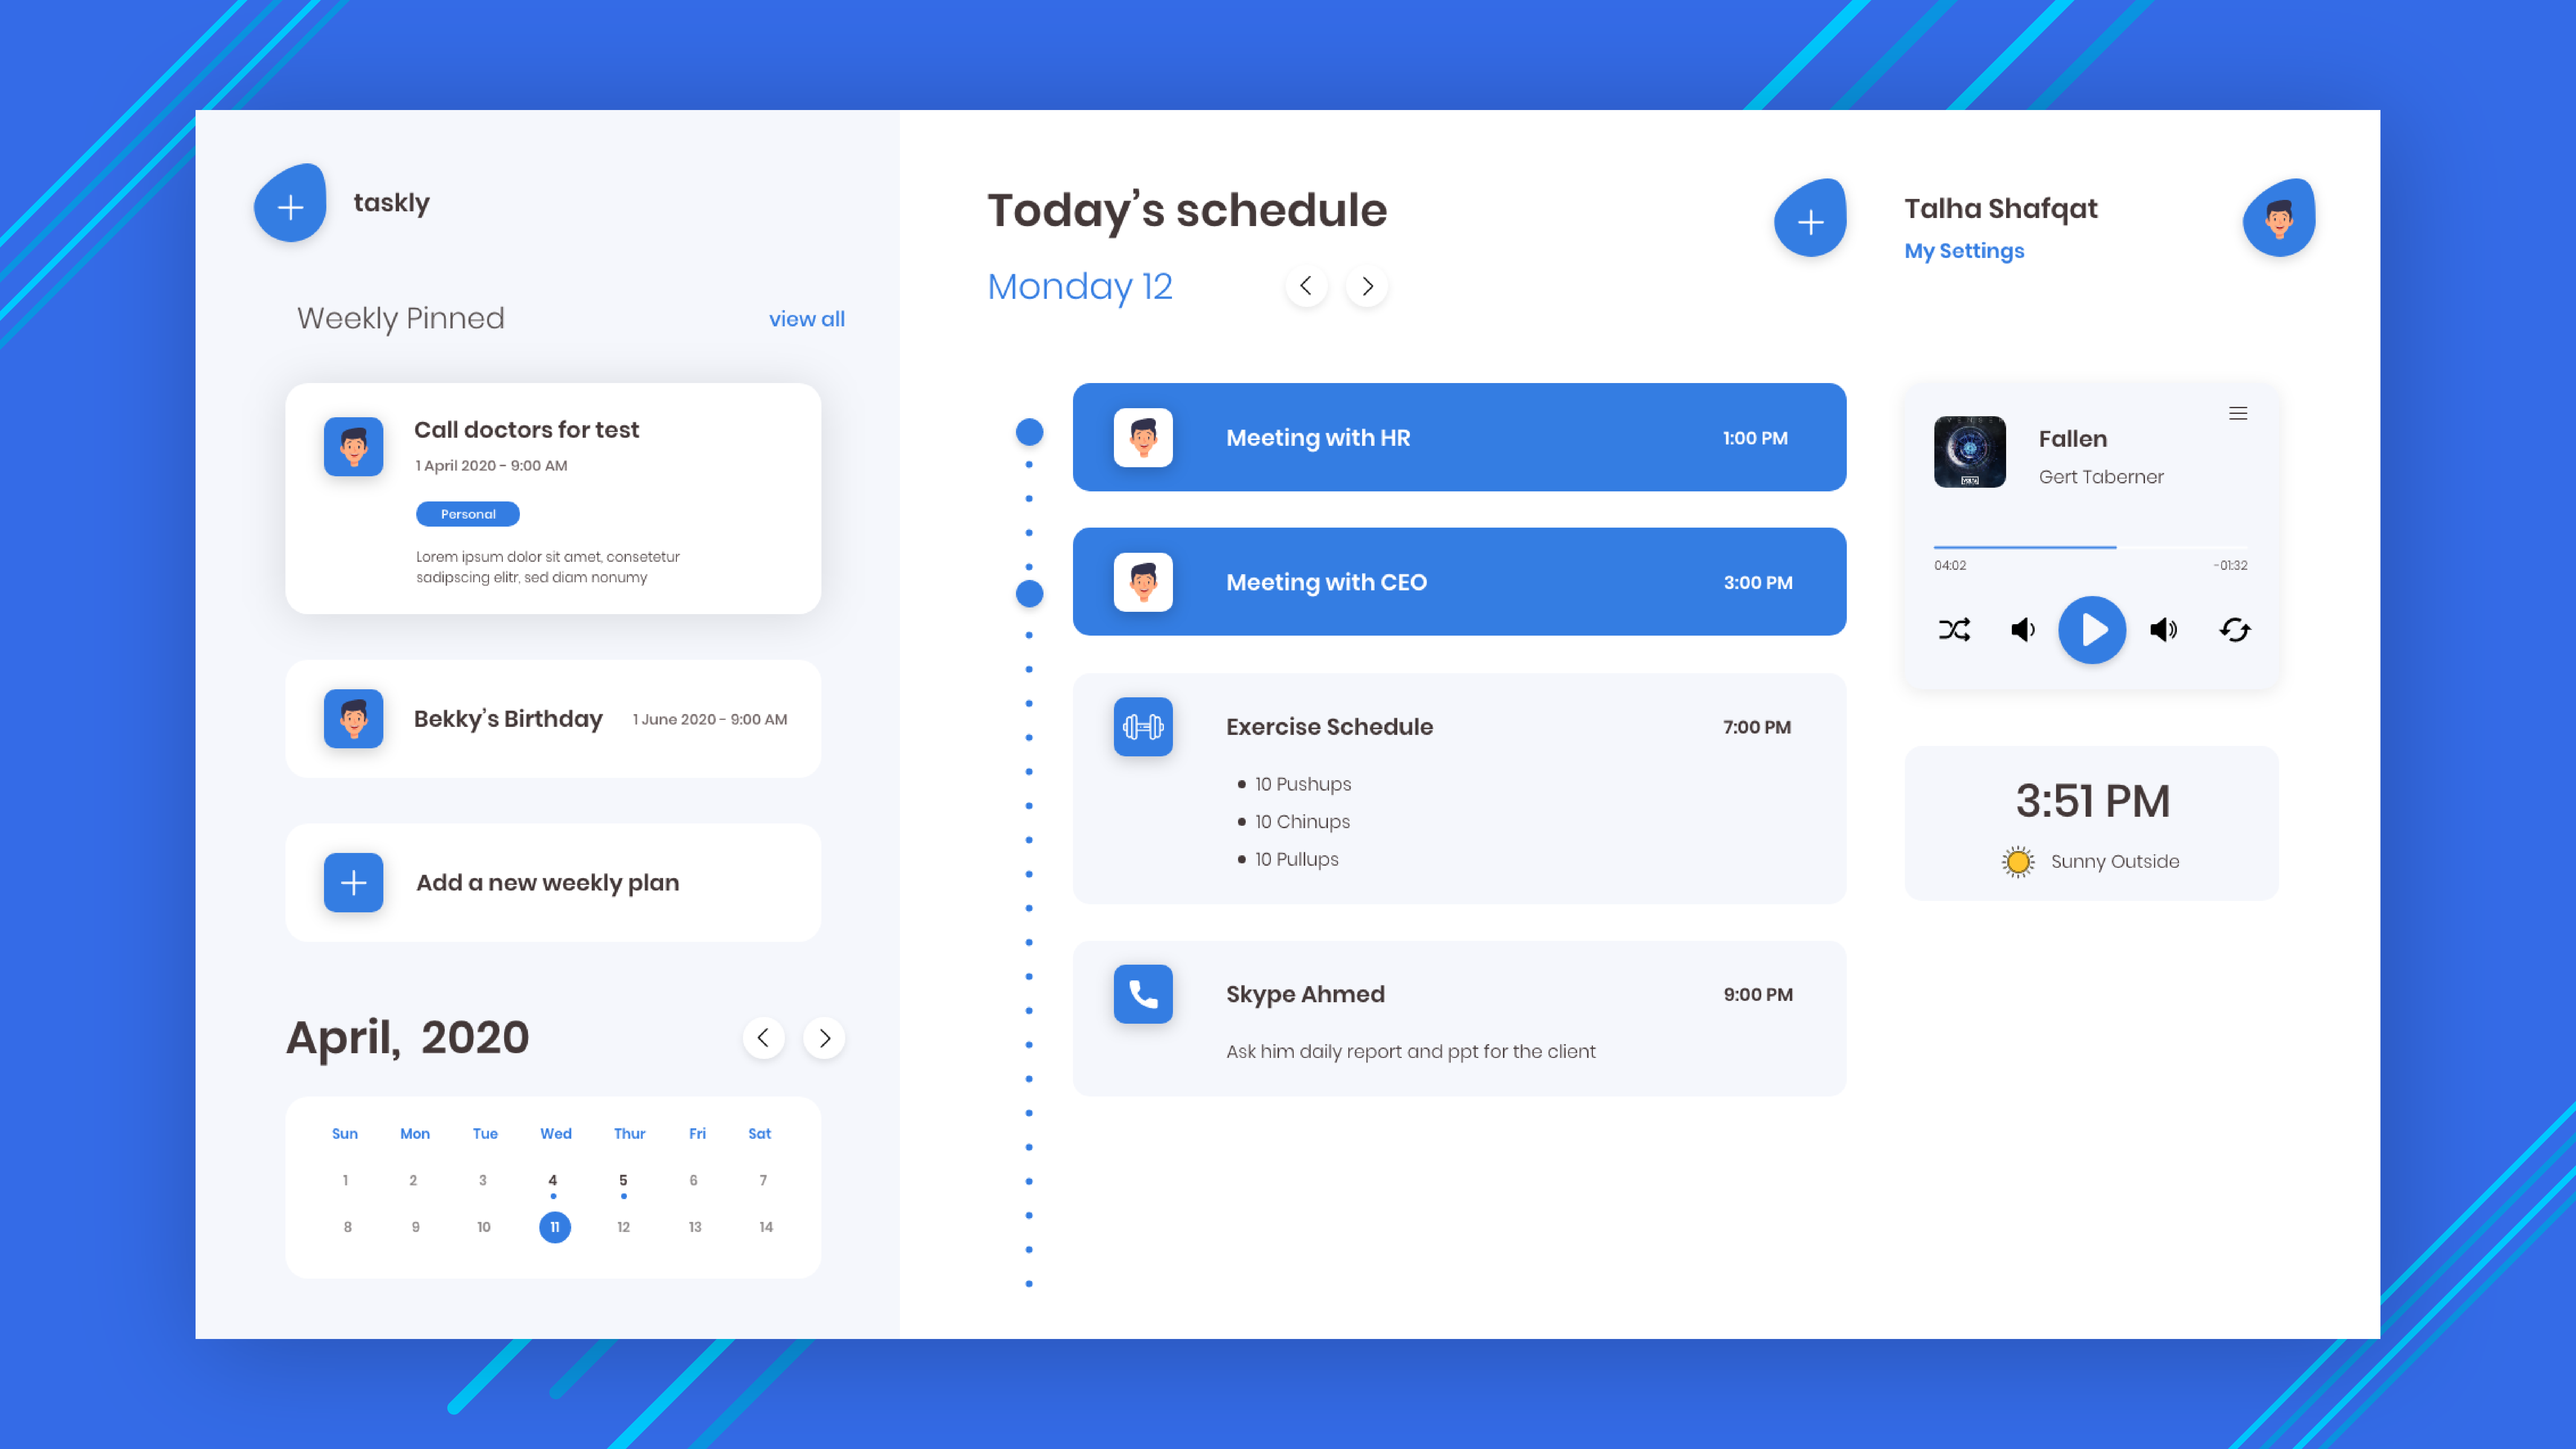 taskly
Weekly Pinned
view all
Call doctors for test
1 April 2020 - 9:00 AM
Personal
Lorem ipsum dolor sit amet, consetetur
sadipscing elitr, sed diam nonumy
Bekky's Birthday
1 June 2020 - 9:00 AM
Add a new weekly plan
April, 2020
Sun Mon Tue Wed Thur Fri Sat
1 2 3 4 5 6 7
8 9 10 11 12 13 14
Today's schedule
Monday 12
Meeting with HR
1:00 PM
Meeting with CEO
3:00 PM
Exercise Schedule
7:00 PM
10 Pushups
10 Chinups
10 Pullups
Skype Ahmed
9:00 PM
Ask him daily report and ppt for the client
Talha Shafqat
My Settings
Fallen
Gert Taberner
04:02
-01:32
3:51 PM
Sunny Outside